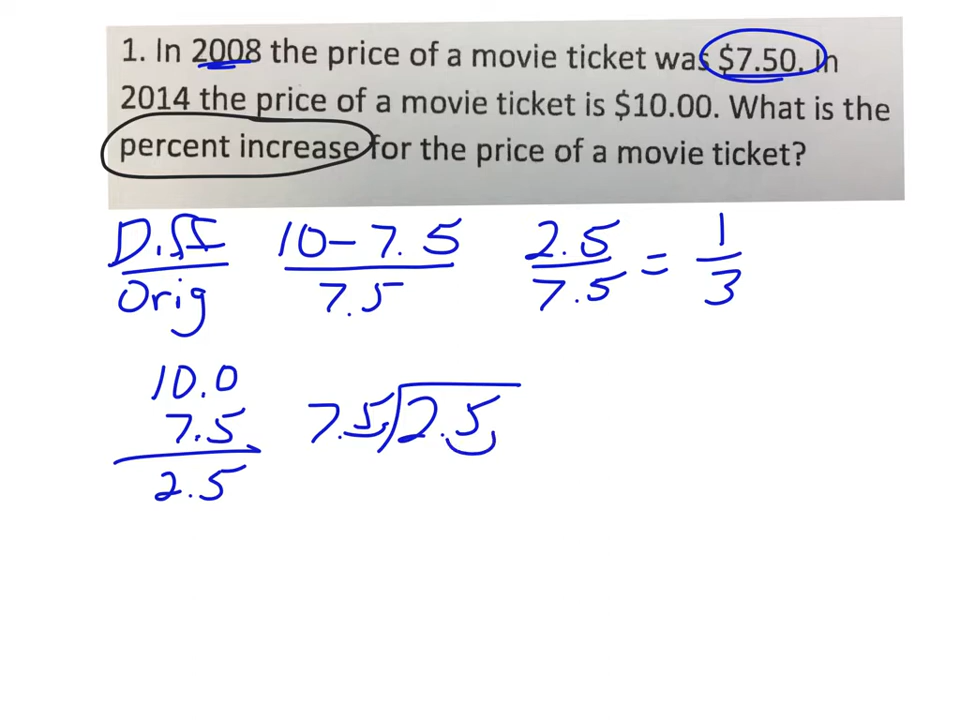 1. In 2008 the price of a movie ticket was $7.50. In
2014 the price of a movie ticket is $10.00. What is the
percent increase for the price of a movie ticket?
Diff 10-7.5 2.5 = 1
Orig 7.5 7.5 3
10.0
7.5
2.5
7.5 2.5